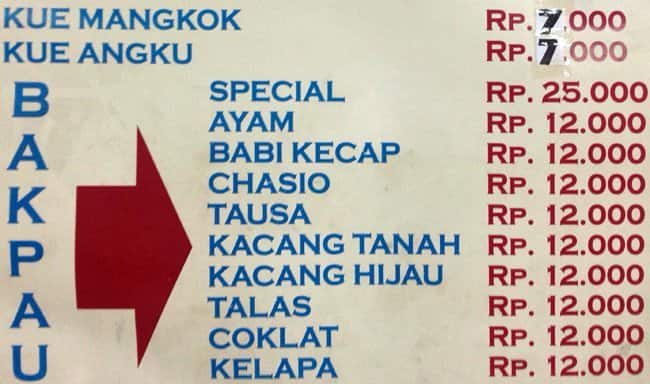 KUE MANGKOK RP. 7.000
KUE ANGKU RP. 7.000
BAKPAU
SPECIAL RP. 25.000
AYAM RP. 12.000
BABI KECAP RP. 12.000
CHASIO RP. 12.000
TAUSA RP. 12.000
KACANG TANAH RP. 12.000
KACANG HIJAU RP. 12.000
TALAS RP. 12.000
COKLAT RP. 12.000
KELAPA RP. 12.000